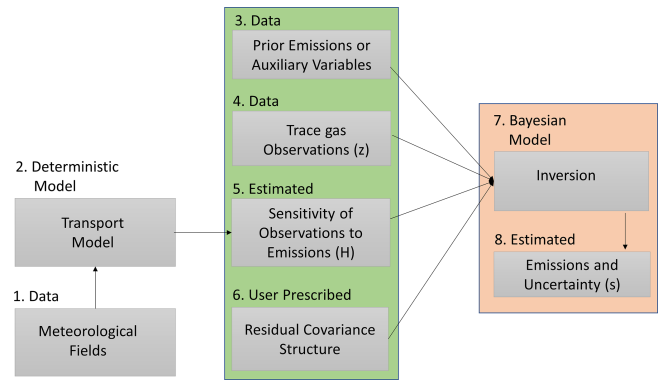 3. Data
Prior Emissions or
Auxiliary Variables
4. Data
Trace gas
Observations (z)
5. Estimated
Sensitivity of
Observations to
Emissions (H)
6. User Prescribed
Residual Covariance
Structure
2. Deterministic
Model
Transport
Model
1. Data
Meteorological
Fields
7. Bayesian
Model
Inversion
8. Estimated
Emissions and
Uncertainty (s)